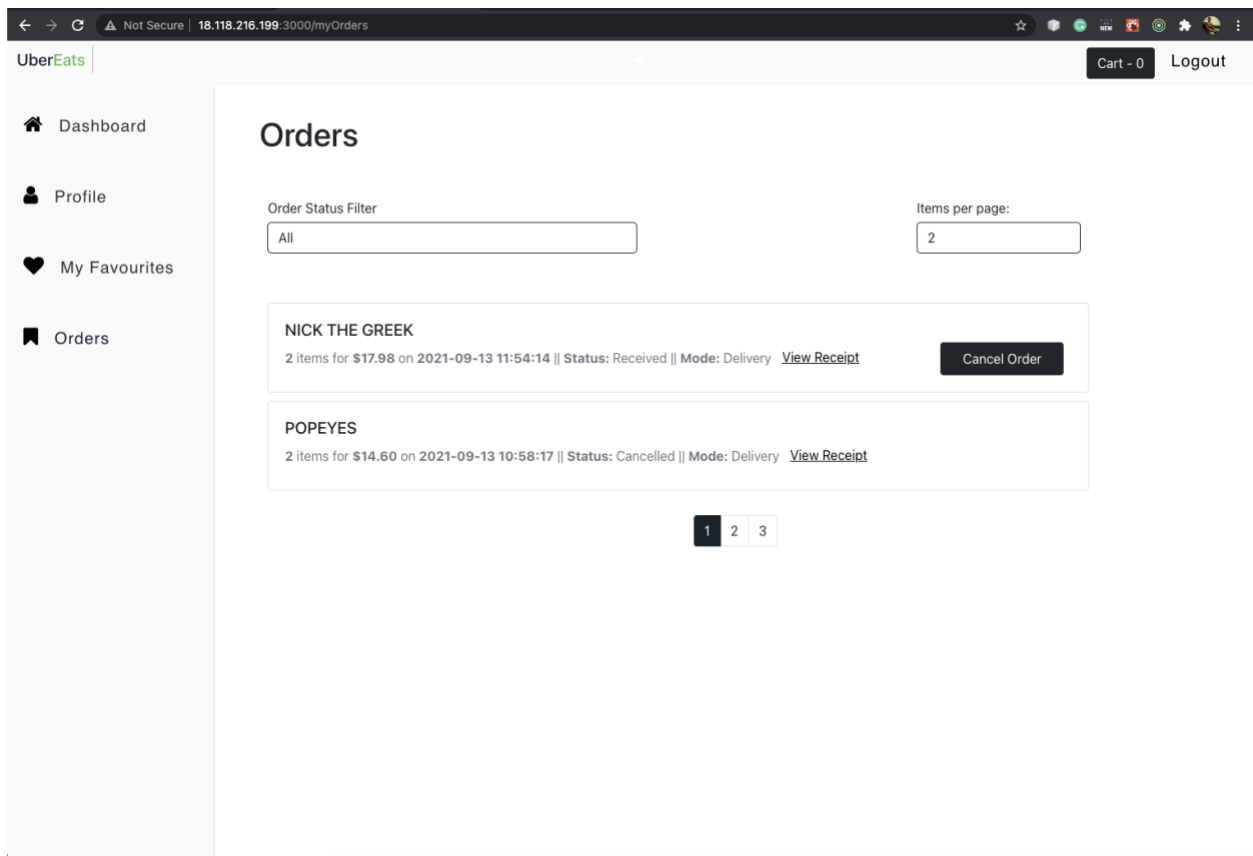 Not Secure | 18.118.216.199:3000/myOrders
NEW
UberEats
Cart - 0
Logout
Dashboard
Profile
My Favourites
Orders
Orders
Order Status Filter
Items per page:
All
2
NICK THE GREEK
2 items for $17.98 on 2021-09-13 11:54:14 || Status: Received || Mode: Delivery View Receipt
Cancel Order
POPEYES
2 items for $14.60 on 2021-09-13 10:58:17 || Status: Cancelled || Mode: Delivery View Receipt
1 2 3